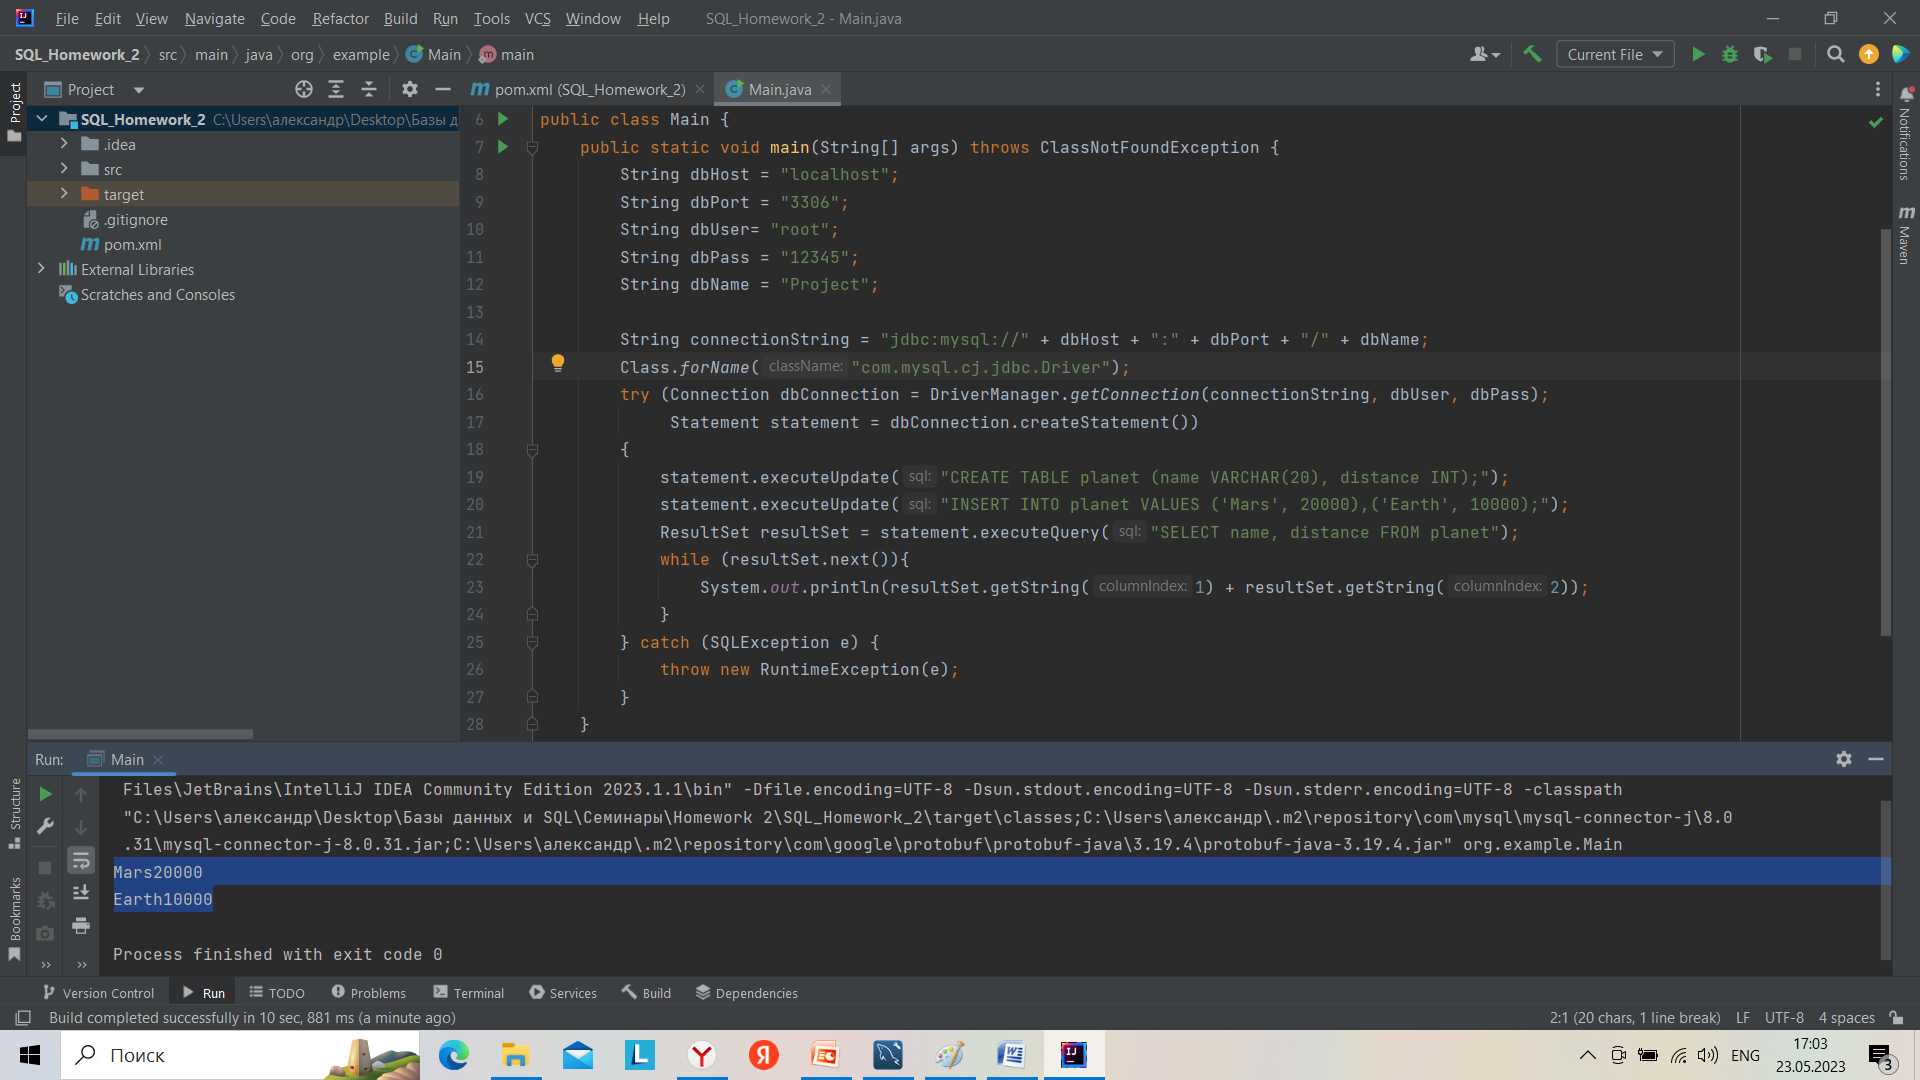 File Edit View Navigate Code Refactor Build Run Tools VCS Window Help SQL_Homework_2 - Main.java
SQL_Homework_2 src main java org example Main main Current File
Project
pom.xml (SQL_Homework_2) Main.java
Project
SQL_Homework_2 C:\Users\александр\Desktop\Базы д
.idea
src
target
.gitignore
pom.xml
External Libraries
Scratches and Consoles
6 public class Main {
7 public static void main(String[] args) throws ClassNotFoundException {
8 String dbHost = "localhost";
9 String dbPort = "3306";
10 String dbUser= "root";
11 String dbPass = "12345";
12 String dbName = "Project";
13
14 String connectionString = "jdbc:mysql://" + dbHost + ":" + dbPort + "/" + dbName;
15 Class.forName( className: "com.mysql.cj.jdbc.Driver");
16 try (Connection dbConnection = DriverManager.getConnection(connectionString, dbUser, dbPass);
17 Statement statement = dbConnection.createStatement())
18 {
19 statement.executeUpdate( sql: "CREATE TABLE planet (name VARCHAR(20), distance INT);");
20 statement.executeUpdate( sql: "INSERT INTO planet VALUES ('Mars', 20000),('Earth', 10000);");
21 ResultSet resultSet = statement.executeQuery( sql: "SELECT name, distance FROM planet");
22 while (resultSet.next()){
23 System.out.println(resultSet.getString( columnIndex: 1) + resultSet.getString( columnIndex: 2));
24 }
25 } catch (SQLException e) {
26 throw new RuntimeException(e);
27 }
28 }
Notifications
Maven
Run: Main
Files\JetBrains\IntelliJ IDEA Community Edition 2023.1.1\bin" -Dfile.encoding=UTF-8 -Dsun.stdout.encoding=UTF-8 -Dsun.stderr.encoding=UTF-8 -classpath
"C:\Users\александр\Desktop\Базы данных и SQL\Семинары\Homework 2\SQL_Homework_2\target\classes;C:\Users\александр\.m2\repository\com\mysql\mysql-connector-j\8.0
.31\mysql-connector-j-8.0.31.jar;C:\Users\александр\.m2\repository\com\google\protobuf\protobuf-java\3.19.4\protobuf-java-3.19.4.jar" org.example.Main
Mars20000
Earth10000
Process finished with exit code 0
Structure
Bookmarks
Version Control Run TODO Problems Terminal Services Build Dependencies
Build completed successfully in 10 sec, 881 ms (a minute ago) 2:1 (20 chars, 1 line break) LF UTF-8 4 spaces
Поиск
ENG
17:03
23.05.2023
3